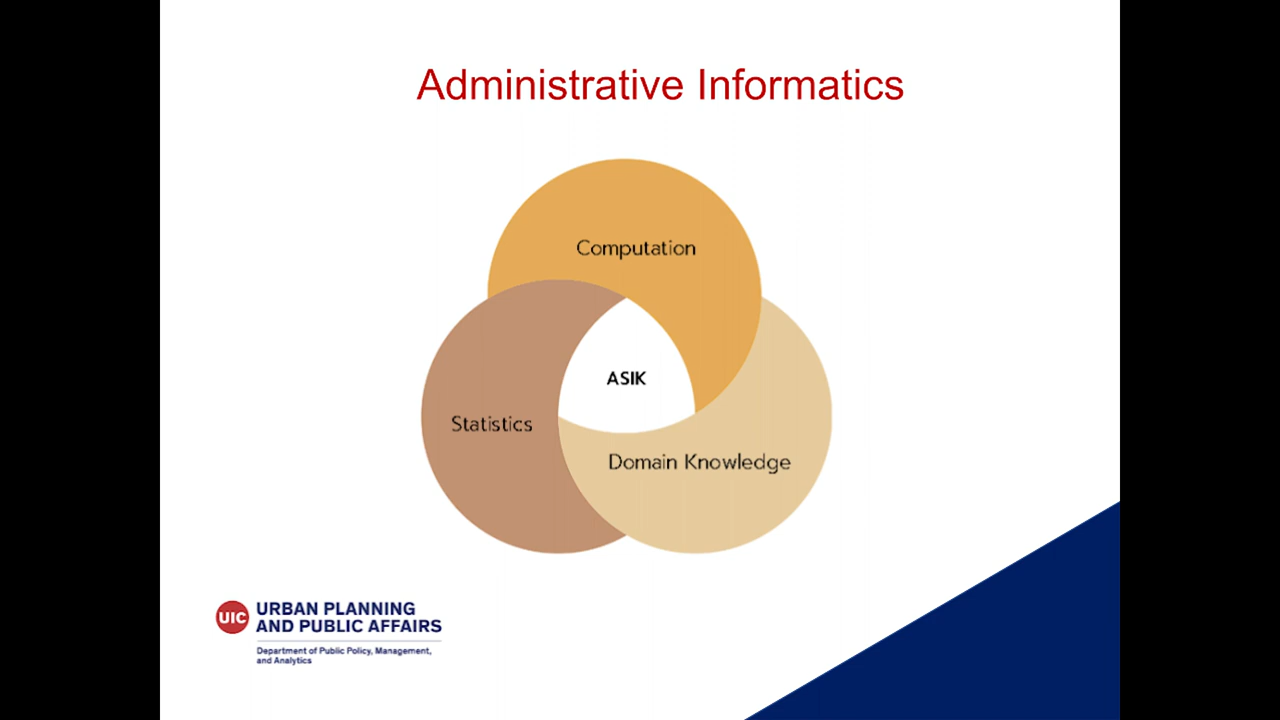 Administrative Informatics
Computation
ASIK
Statistics
Domain Knowledge
UIC
URBAN PLANNING
AND PUBLIC AFFAIRS
Department of Public Policy, Management,
and Analytics